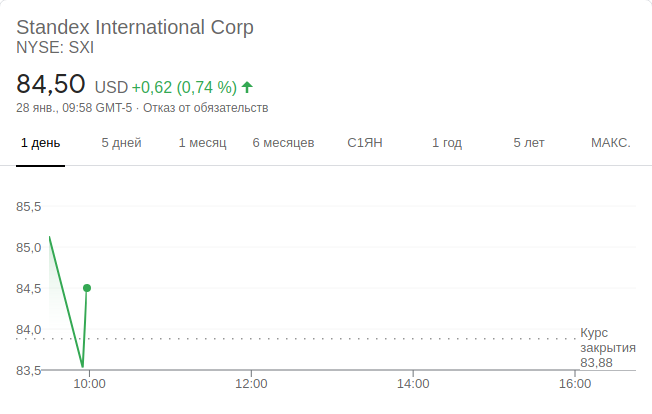 Standex International Corp
NYSE: SXI
84,50 USD +0,62 (0,74 %)
28 янв., 09:58 GMT-5 · Отказ от обязательств
1 день 5 дней 1 месяц 6 месяцев С1ЯН 1 год 5 лет МАКС.
85,5
85,0
84,5
84,0
83,5
Курс
закрытия
83,88
10:00 12:00 14:00 16:00